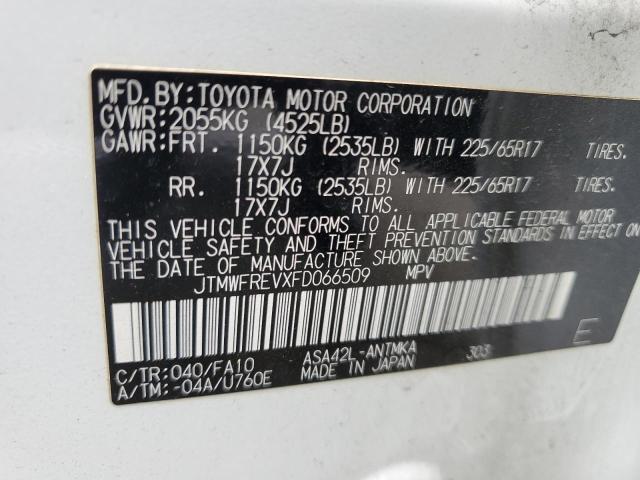 MFD. BY: TOYOTA MOTOR CORPORATION
GVWR: 2055KG (4525LB)
GAWR: FRT. 1150KG (2535LB) WITH 225/65R17 TIRES.
17X7J RIMS.
RR. 1150KG (2535LB) WITH 225/65R17 TIRES.
17X7J RIMS.
THIS VEHICLE CONFORMS TO ALL APPLICABLE FEDERAL MOTOR
VEHICLE SAFETY AND THEFT PREVENTION STANDARDS IN EFFECT ON
THE DATE OF MANUFACTURE SHOWN ABOVE.
JTMWFREVXFD066509 MPV
E
C/TR: 040/FA10 ASA42L-ANTMKA 303
A/TM: -04A/U760E MADE IN JAPAN